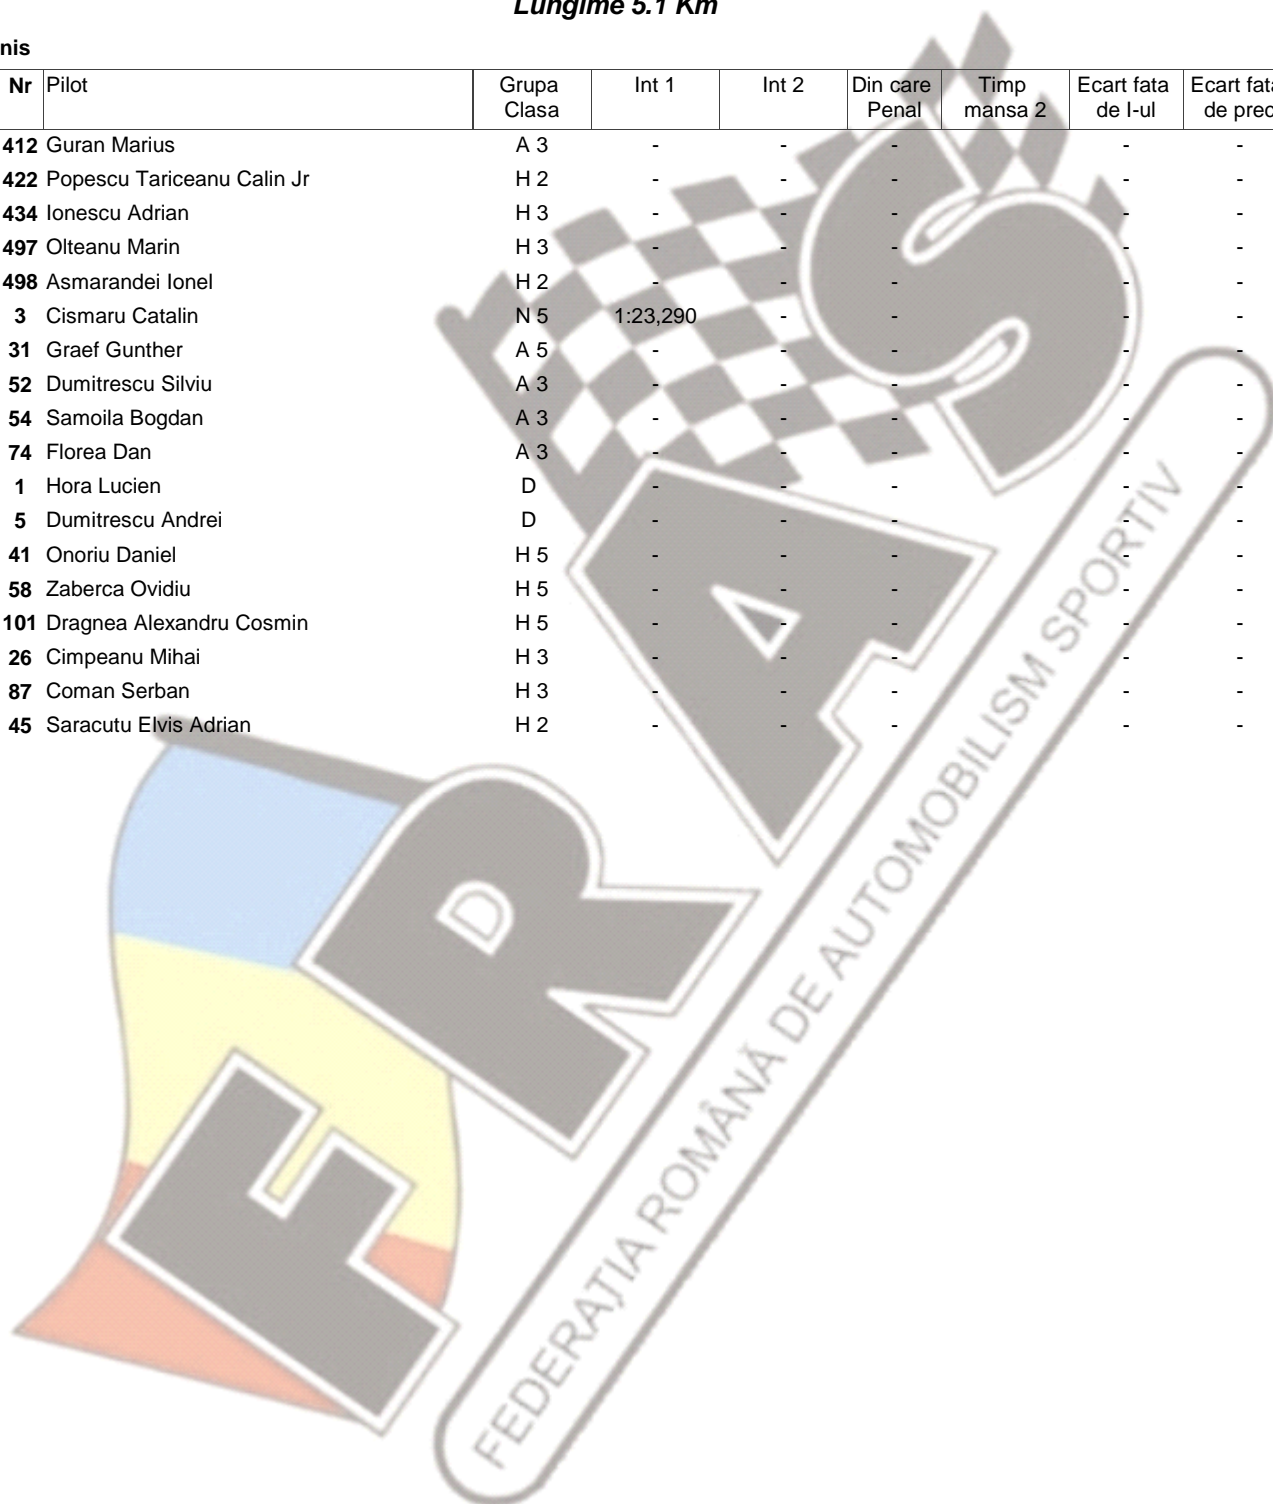 Lungime 5.1 Km
nis
Nr Pilot Grupa Clasa Int 1 Int 2 Din care Penal Timp mansa 2 Ecart fata de I-ul Ecart fata de prec
412 Guran Marius A 3 - - - - -
422 Popescu Tariceanu Calin Jr H 2 - - - - -
434 Ionescu Adrian H 3 - - - - -
497 Olteanu Marin H 3 - - - - -
498 Asmarandei Ionel H 2 - - - - -
3 Cismaru Catalin N 5 1:23,290 - - - -
31 Graef Gunther A 5 - - - - -
52 Dumitrescu Silviu A 3 - - - - -
54 Samoila Bogdan A 3 - - - - -
74 Florea Dan A 3 - - - - -
1 Hora Lucien D - - - - -
5 Dumitrescu Andrei D - - - - -
41 Onoriu Daniel H 5 - - - - -
58 Zaberca Ovidiu H 5 - - - - -
101 Dragnea Alexandru Cosmin H 5 - - - - -
26 Cimpeanu Mihai H 3 - - - - -
87 Coman Serban H 3 - - - - -
45 Saracutu Elvis Adrian H 2 - - - - -
FRAS
FEDERAȚIA ROMÂNĂ DE AUTOMOBILISM SPORTIV